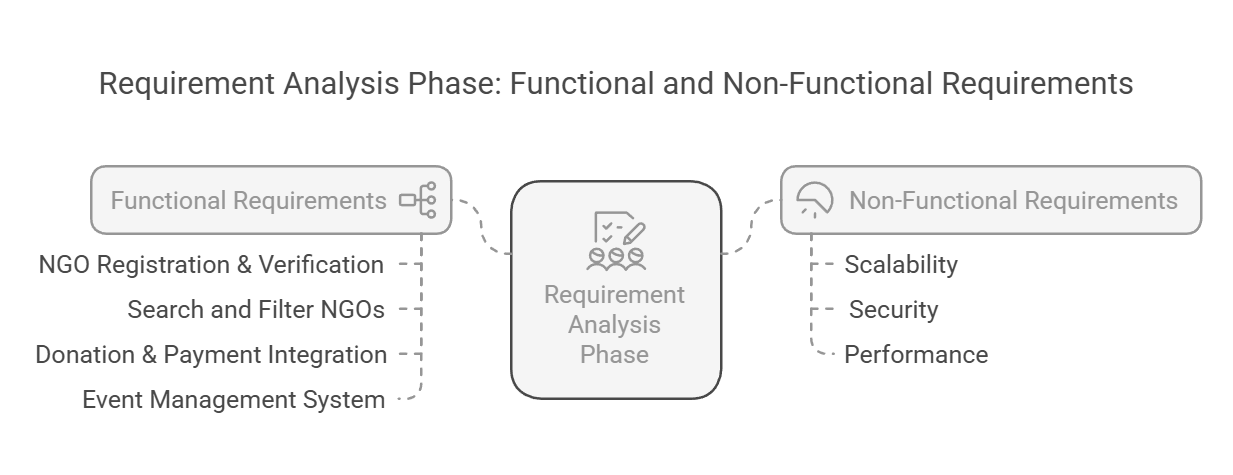 Requirement Analysis Phase: Functional and Non-Functional Requirements
Functional Requirements
NGO Registration & Verification
Search and Filter NGOs
Donation & Payment Integration
Event Management System
Requirement
Analysis
Phase
Non-Functional Requirements
Scalability
Security
Performance